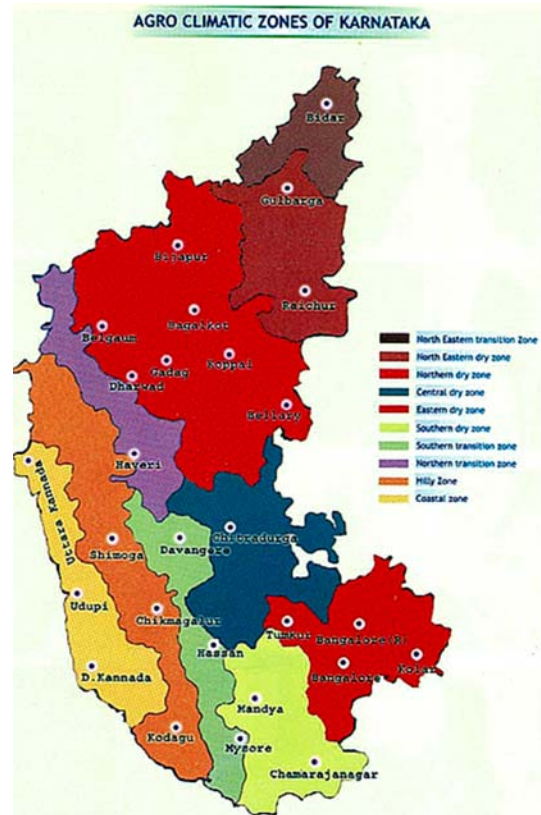 AGRO CLIMATIC ZONES OF KARNATAKA
Bidar
Gulbarga
Bijapur
Raichur
Bagalkot
Belgaum
Gadag
Koppal
Dharwad
Bellary
Haveri
Uttara Kannada
Shimoga
Davangere
Chitradurga
Udupi
Chikmagalur
Tumkur
Bangalore(R)
Hassan
Bangalore
Kolar
D.Kannada
Mandya
Kodagu
Mysore
Chamarajanagar
North Eastern transition Zone
North Eastern dry zone
Northern dry zone
Central dry zone
Eastern dry zone
Southern dry zone
Southern transition zone
Northern transition zone
Hilly Zone
Coastal zone